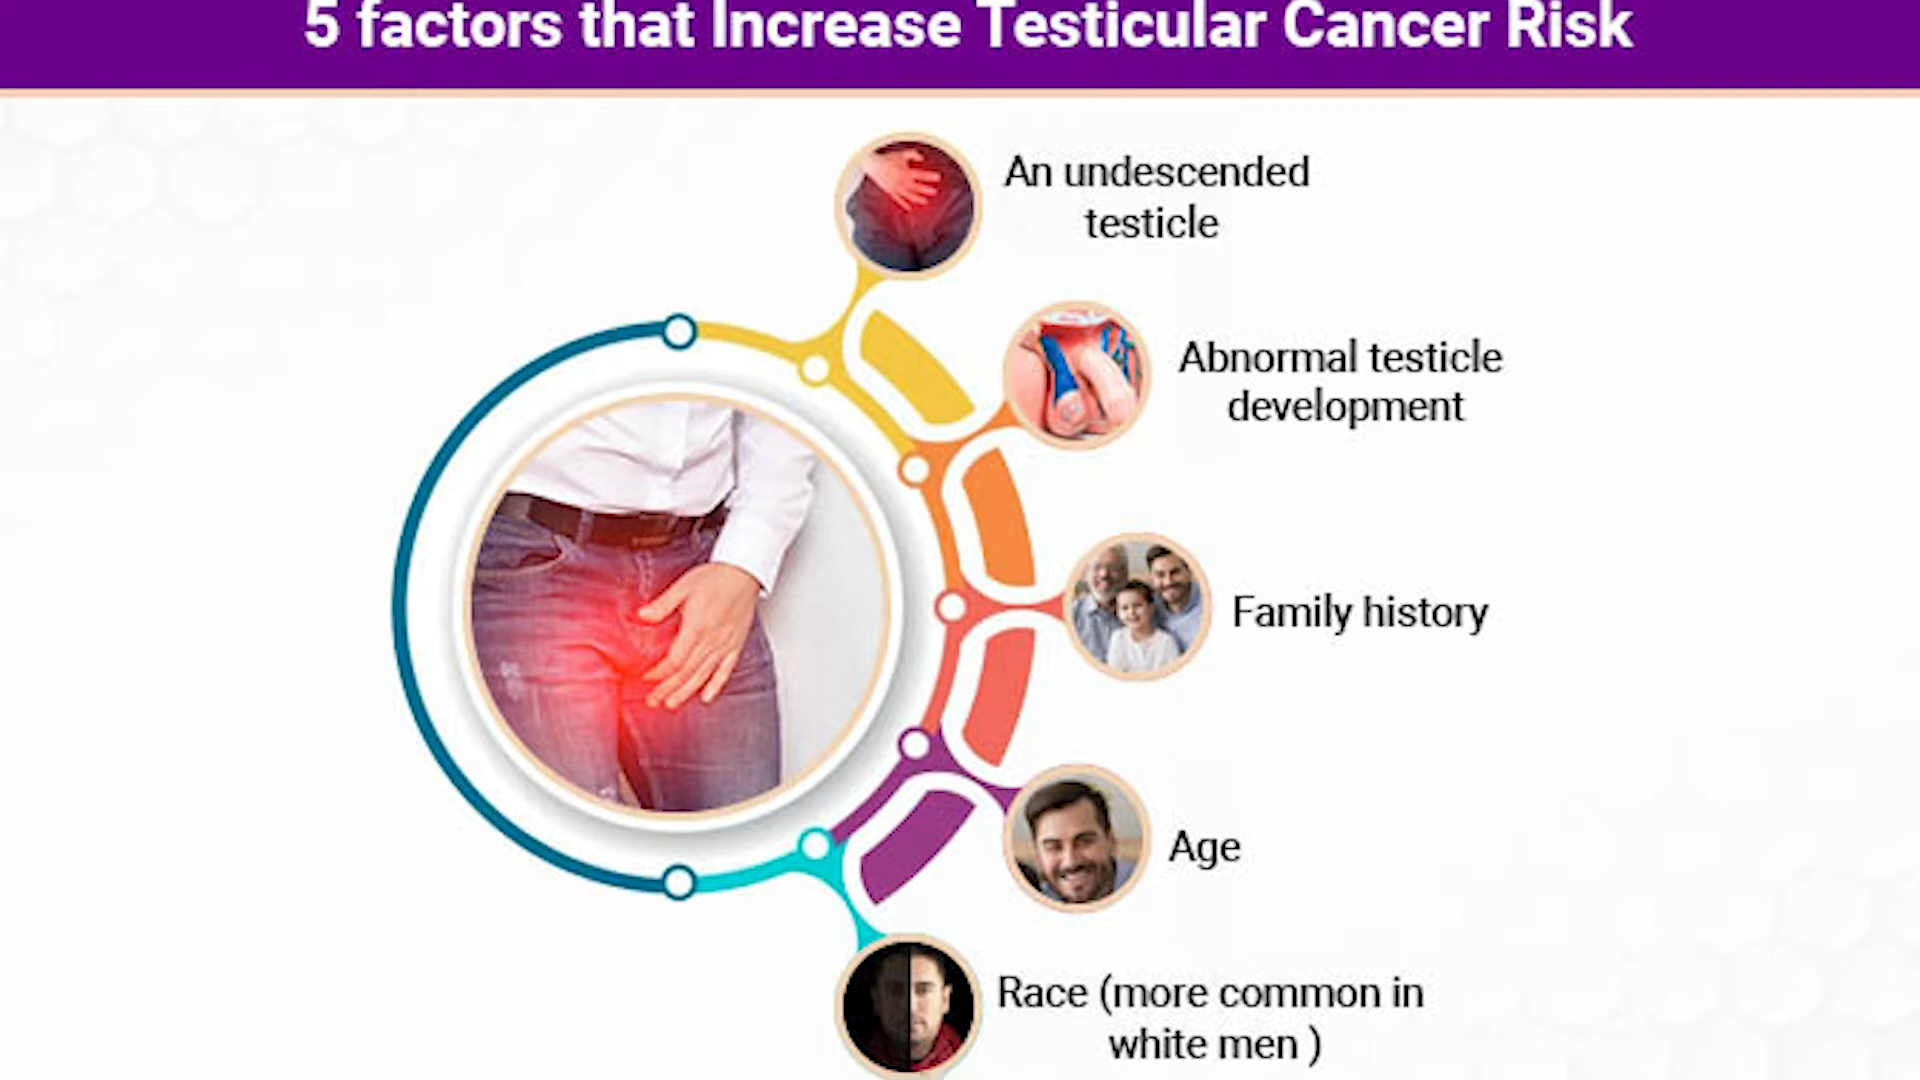 5 factors that Increase Testicular Cancer Risk
An undescended
testicle
Abnormal testicle
development
Family history
Age
Race (more common in
white men )